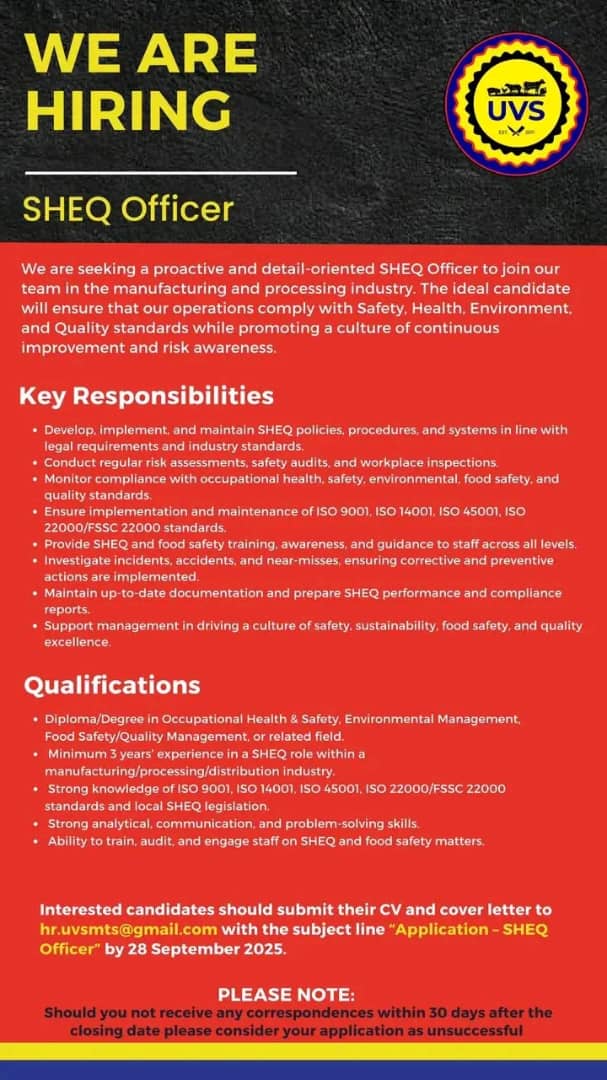 WE ARE
HIRING
UVS
EST.
SHEQ Officer
We are seeking a proactive and detail-oriented SHEQ Officer to join our
team in the manufacturing and processing industry. The ideal candidate
will ensure that our operations comply with Safety, Health, Environment,
and Quality standards while promoting a culture of continuous
improvement and risk awareness.
Key Responsibilities
• Develop, implement, and maintain SHEQ policies, procedures, and systems in line with
legal requirements and industry standards.
• Conduct regular risk assessments, safety audits, and workplace inspections.
• Monitor compliance with occupational health, safety, environmental, food safety, and
quality standards.
• Ensure implementation and maintenance of ISO 9001, ISO 14001, ISO 45001, ISO
22000/FSSC 22000 standards.
• Provide SHEQ and food safety training, awareness, and guidance to staff across all levels.
• Investigate incidents, accidents, and near-misses, ensuring corrective and preventive
actions are implemented.
• Maintain up-to-date documentation and prepare SHEQ performance and compliance
reports.
• Support management in driving a culture of safety, sustainability, food safety, and quality
excellence.
Qualifications
• Diploma/Degree in Occupational Health & Safety, Environmental Management,
Food Safety/Quality Management, or related field.
• Minimum 3 years' experience in a SHEQ role within a
manufacturing/processing/distribution industry.
• Strong knowledge of ISO 9001, ISO 14001, ISO 45001, ISO 22000/FSSC 22000
standards and local SHEQ legislation.
• Strong analytical, communication, and problem-solving skills.
• Ability to train, audit, and engage staff on SHEQ and food safety matters.
Interested candidates should submit their CV and cover letter to
hr.uvsmts@gmail.com with the subject line “Application – SHEQ
Officer” by 28 September 2025.
PLEASE NOTE:
Should you not receive any correspondences within 30 days after the
closing date please consider your application as unsuccessful